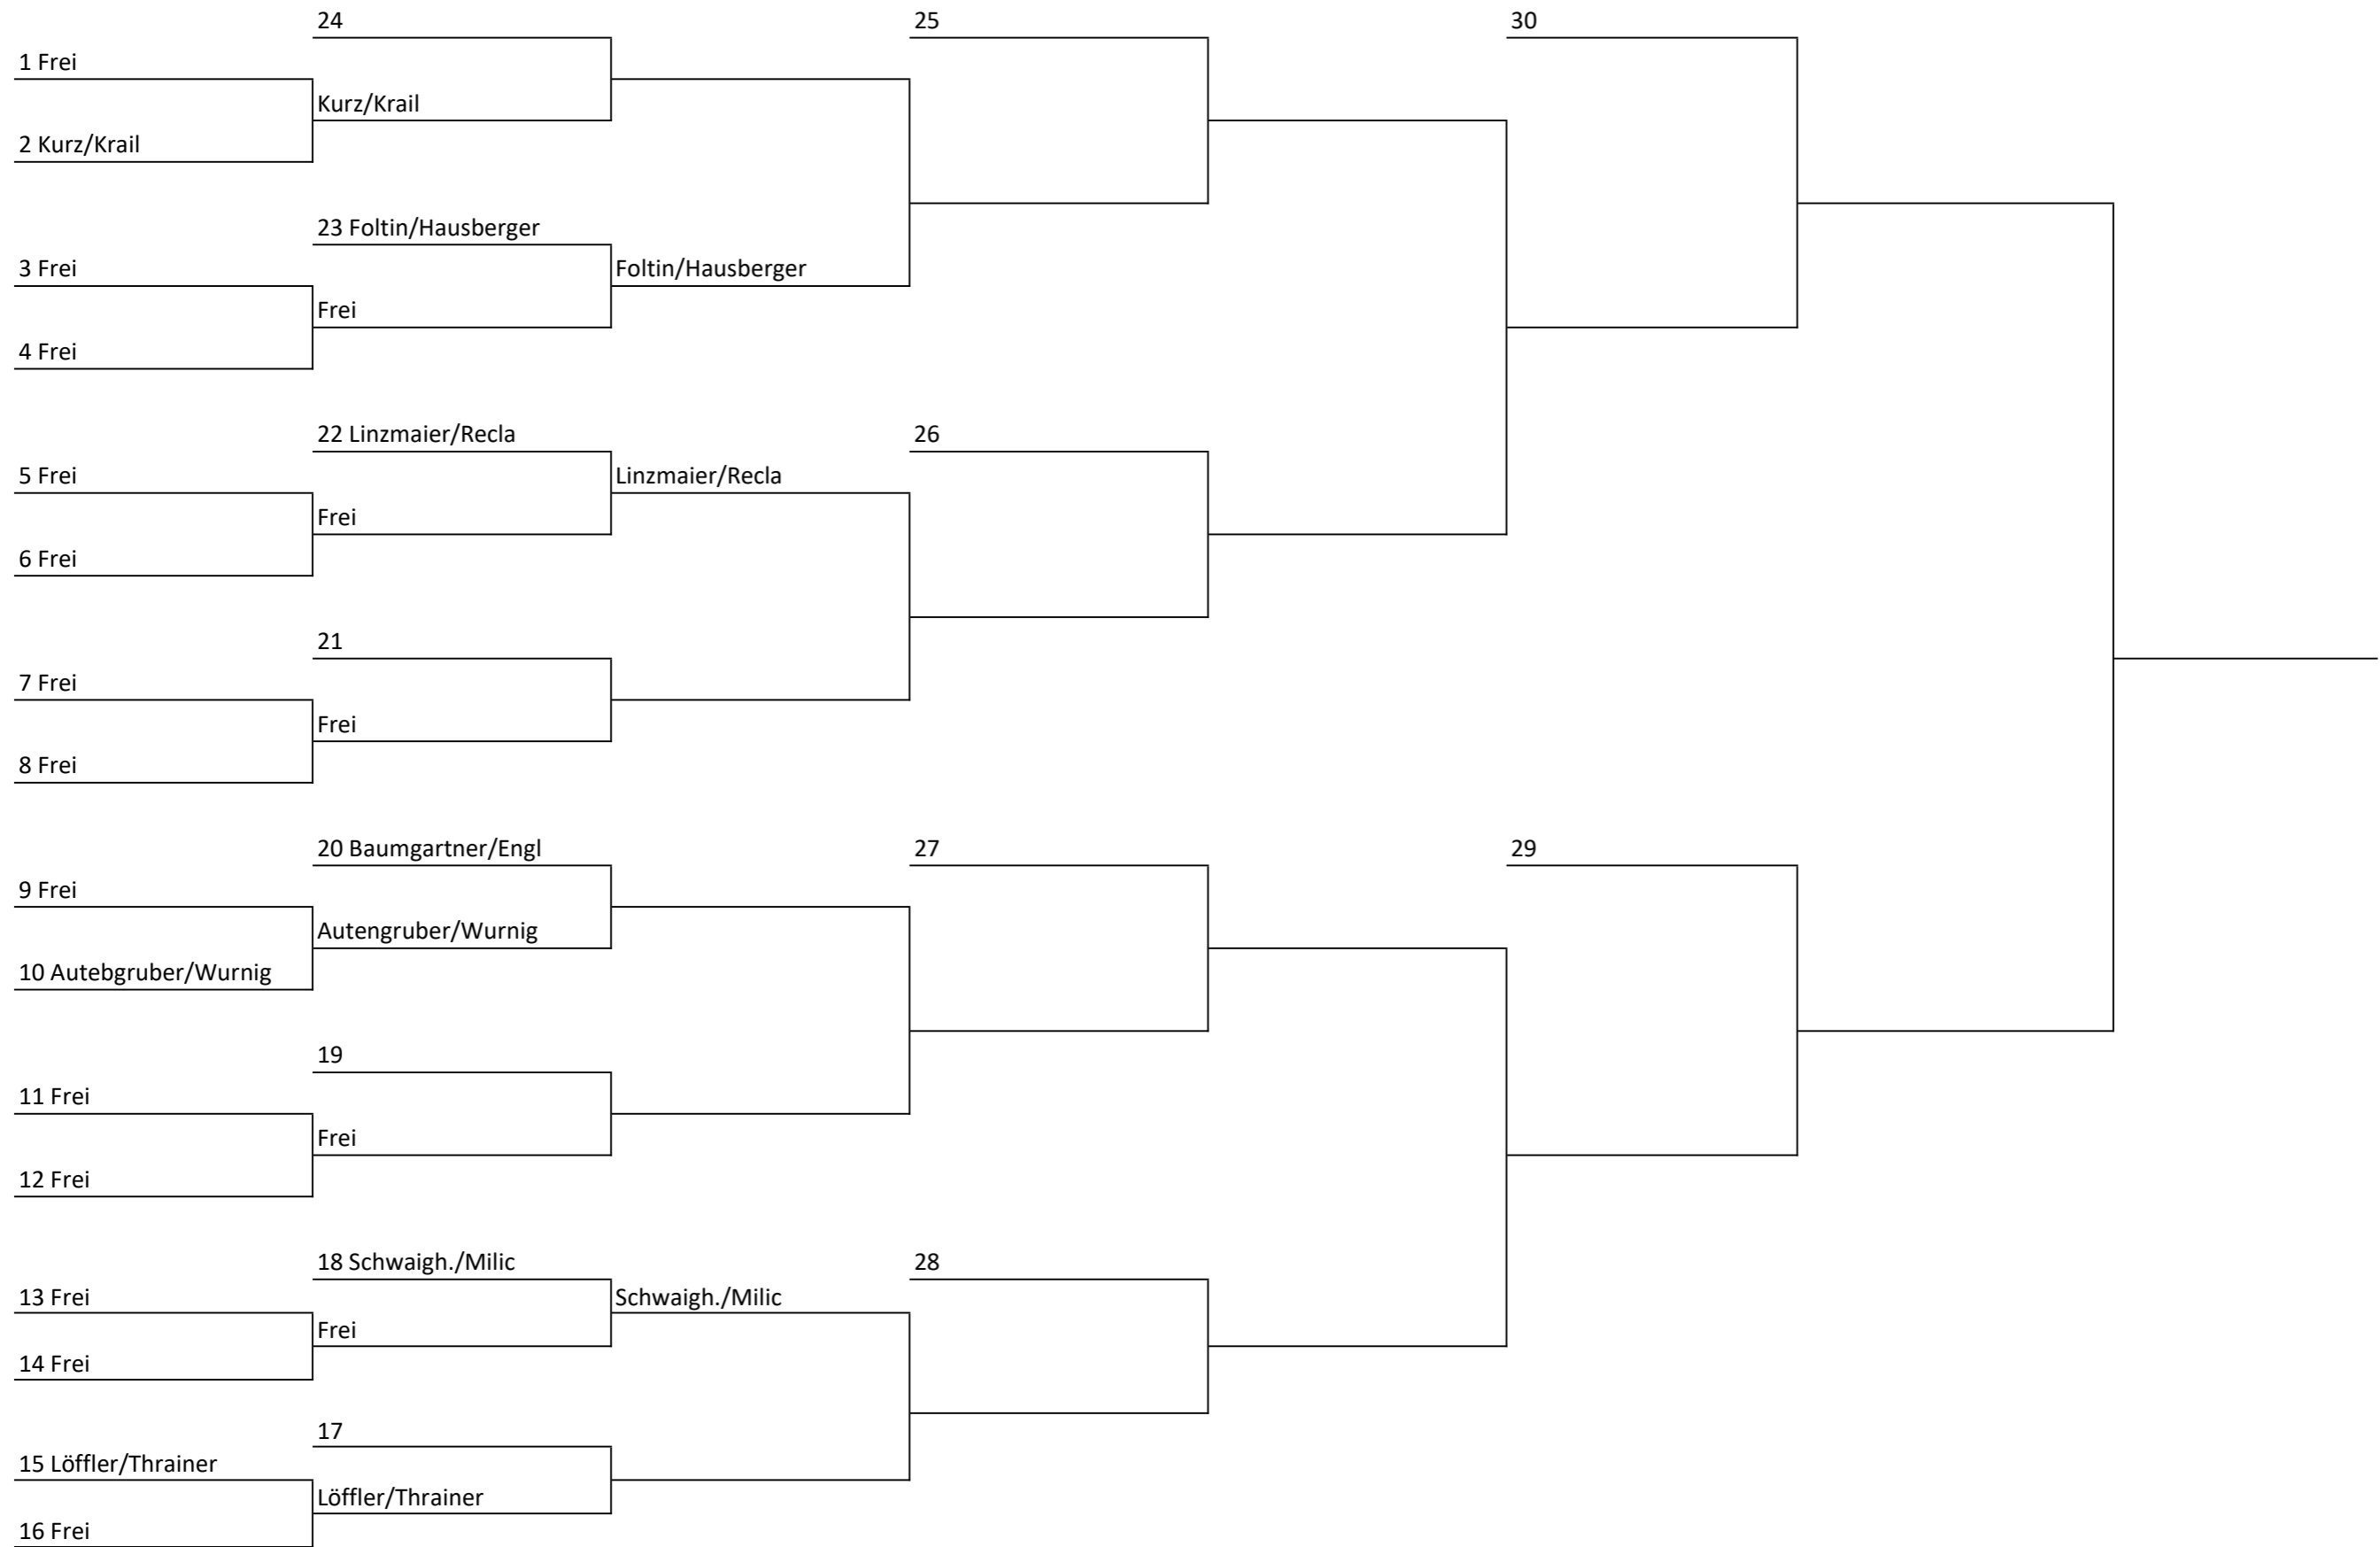 24
25
30
1 Frei
Kurz/Krail
2 Kurz/Krail
23 Foltin/Hausberger
3 Frei
Foltin/Hausberger
Frei
4 Frei
22 Linzmaier/Recla
26
5 Frei
Linzmaier/Recla
Frei
6 Frei
21
7 Frei
Frei
8 Frei
20 Baumgartner/Engl
27
29
9 Frei
Autengruber/Wurnig
10 Autebgruber/Wurnig
19
11 Frei
Frei
12 Frei
18 Schwaigh./Milic
28
13 Frei
Schwaigh./Milic
Frei
14 Frei
17
15 Löffler/Thrainer
Löffler/Thrainer
16 Frei